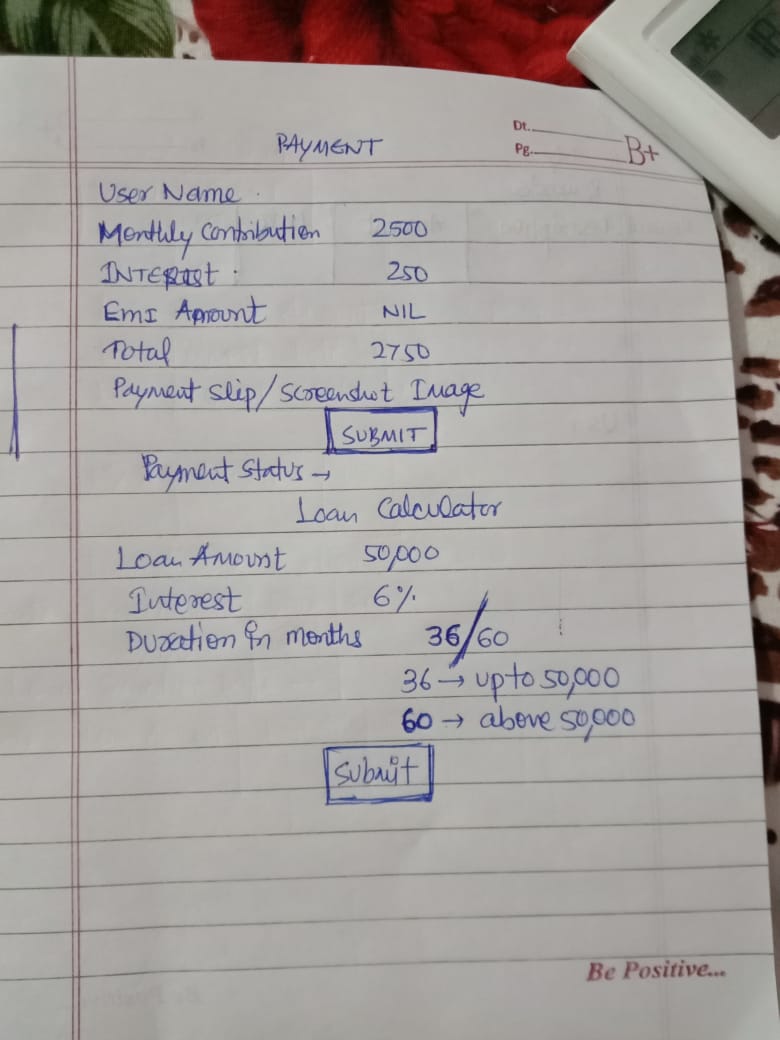 PAYMENT
Dt.
Pg.
B+
User Name
Monthly Contribution 2500
INTEREST 250
EmI Amount NIL
Total 2750
Payment Slip/Screenshot Image
SUBMIT
Payment Status →
Loan Calculator
Loan Amount 50,000
Interest 6%
Duration In months 36/60
36 → upto 50,000
60 → above 50,000
Submit
Be Positive...